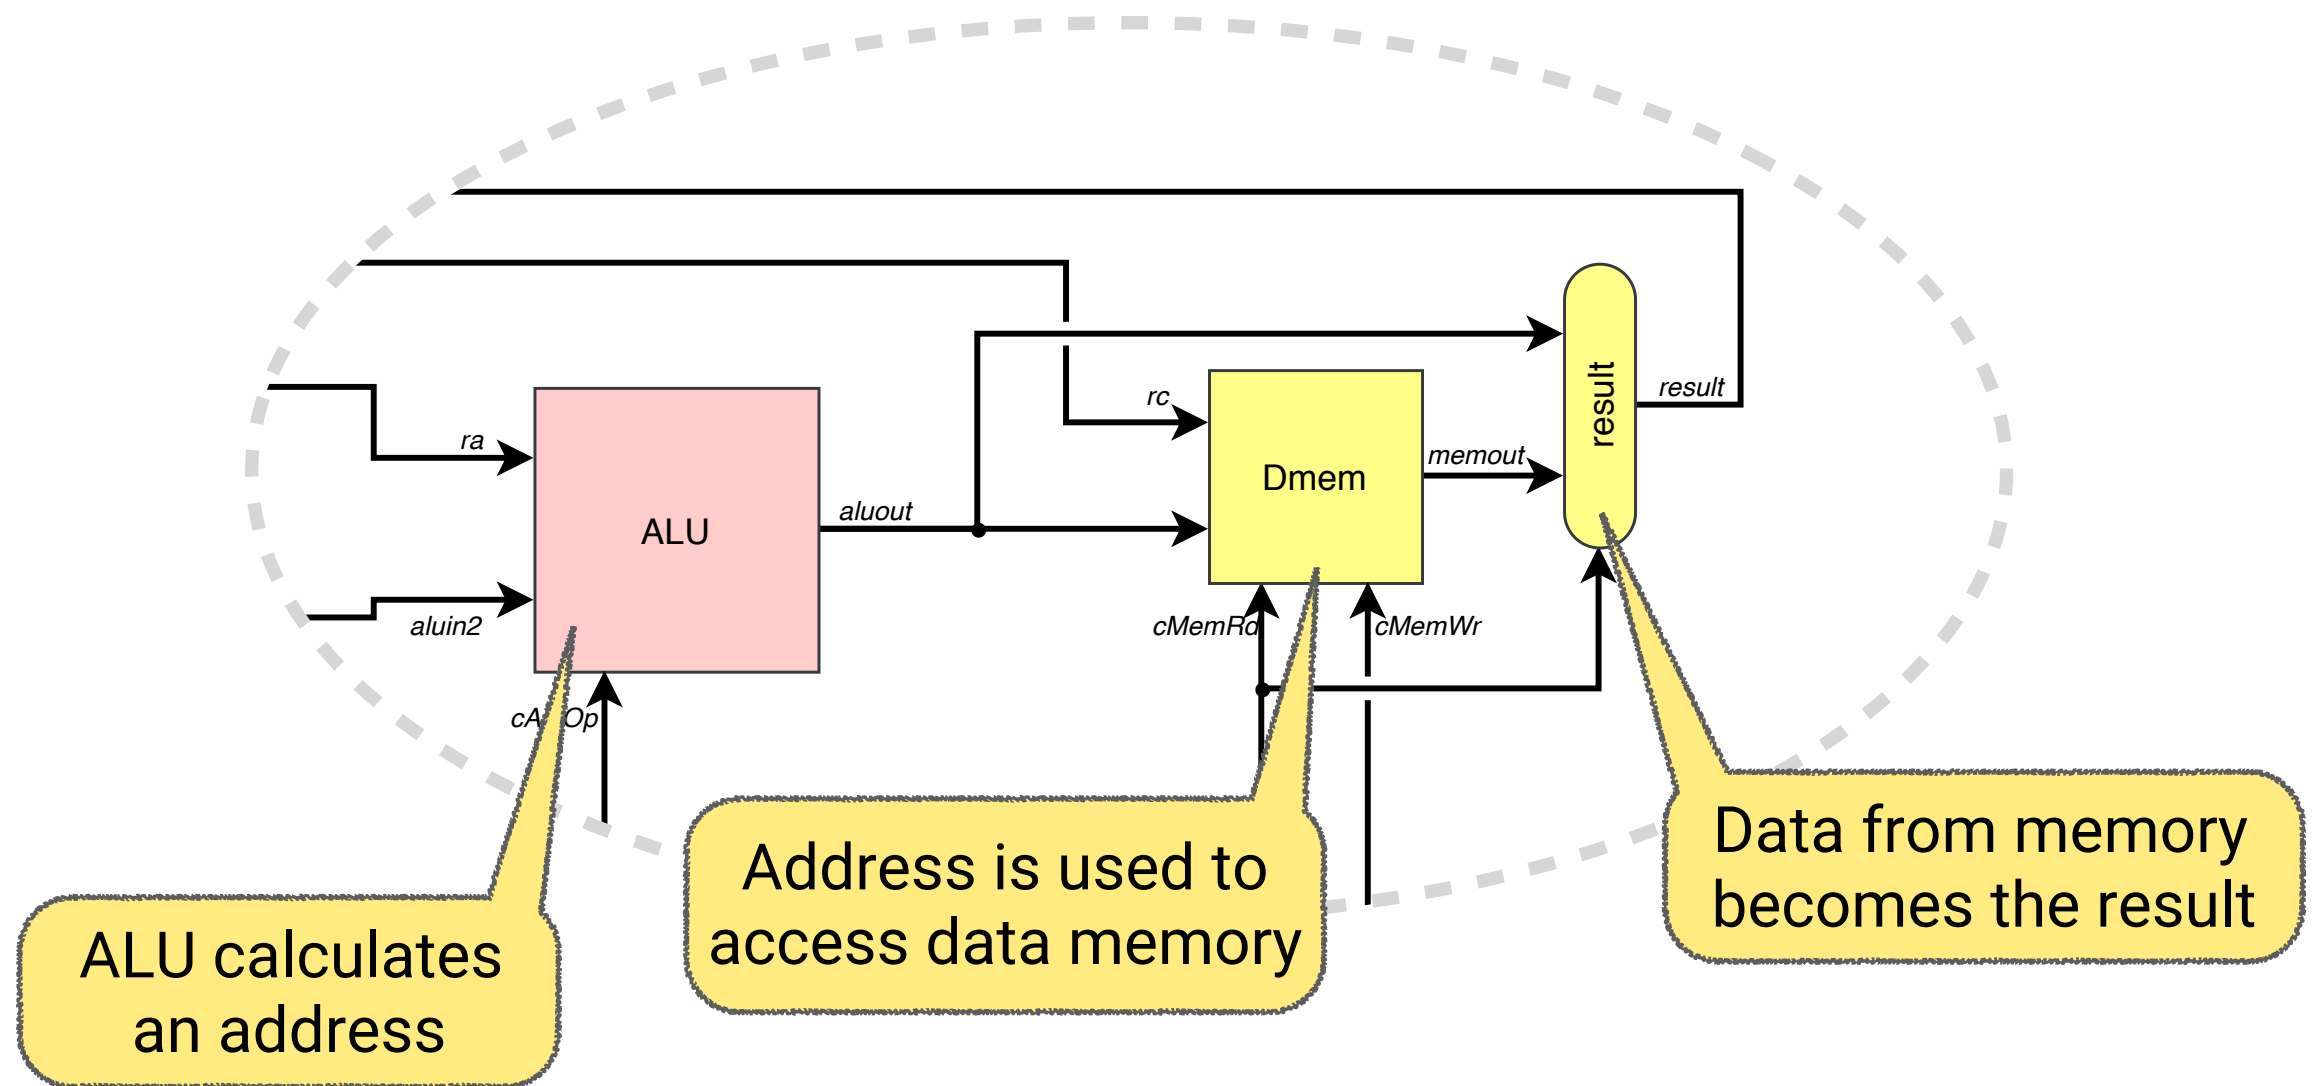 result
result
rc
ra
memout
Dmem
aluout
ALU
aluin2
cMemRd
cMemWr
Data from memory
becomes the result
Address is used to
access data memory
ALU calculates
an address